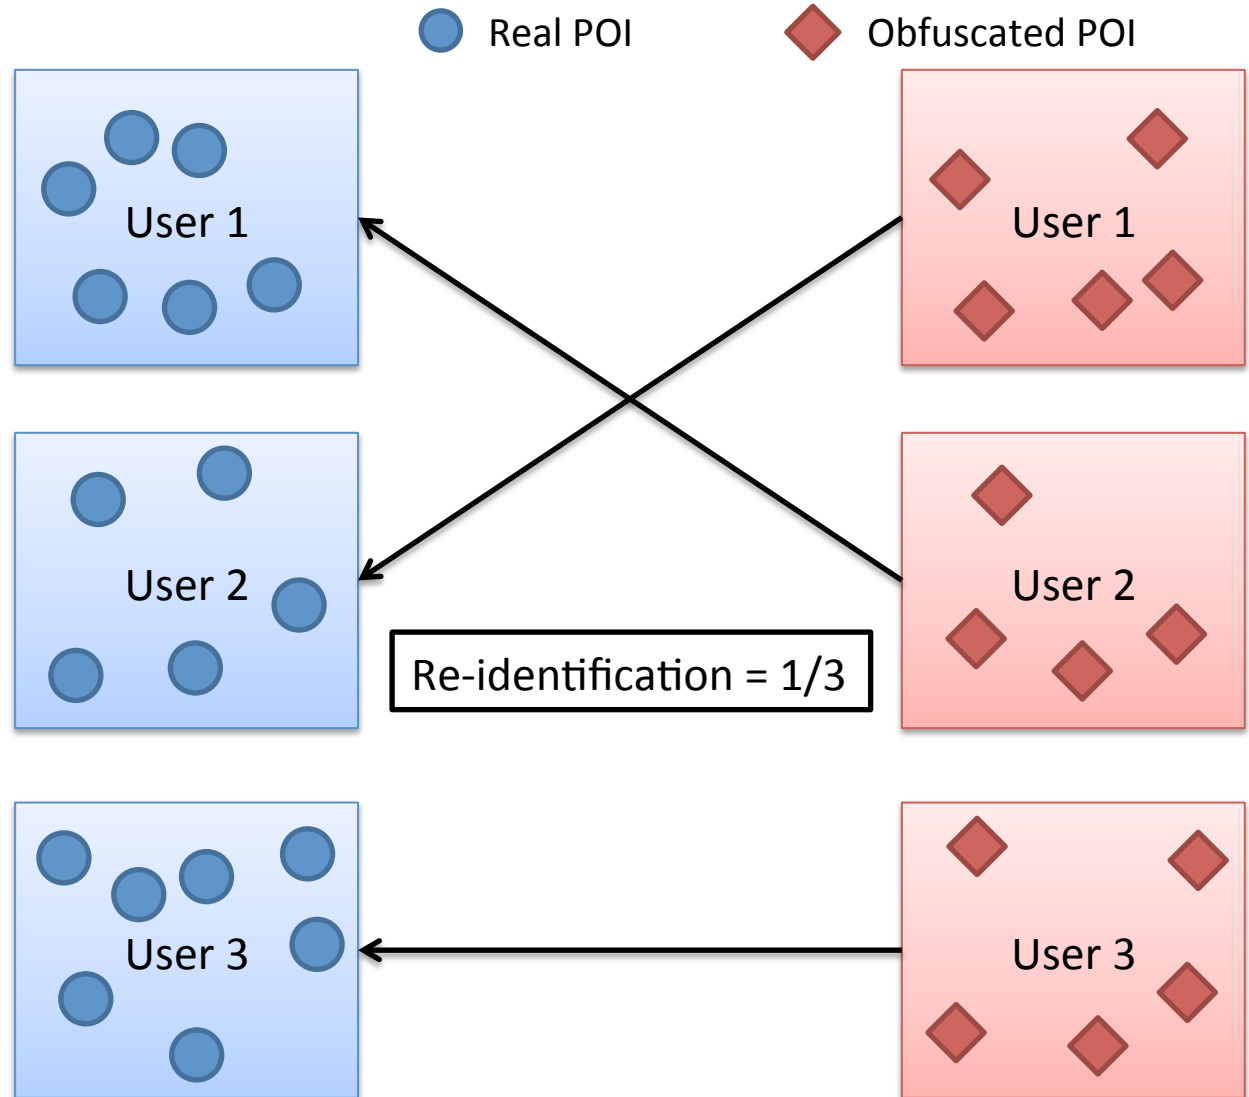 Real POI
Obfuscated POI
User 1
User 1
User 2
User 2
Re-identification = 1/3
User 3
User 3